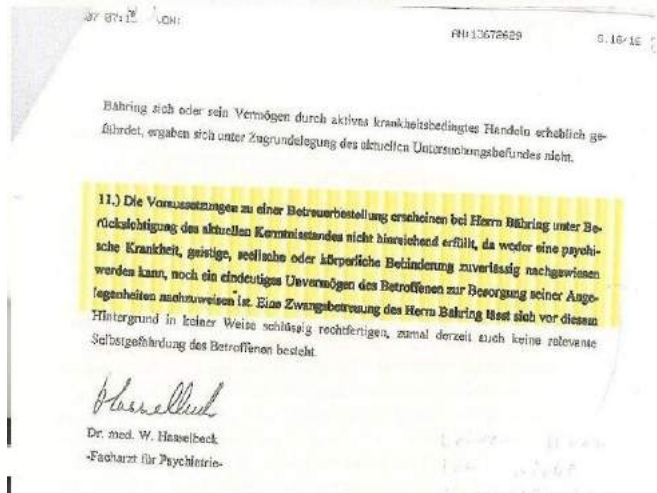 07 07:1 VON:
AN:13672629
S.16/16
Bähring sich oder sein Vermögen durch aktives krankheitsbedingtes Handeln erheblich ge-
fährdet, ergaben sich unter Zugrundelegung des aktuellen Untersuchungsbefundes nicht.
11.) Die Voraussetzungen zu einer Betreuerbestellung erscheinen bei Herrn Bähring unter Be-
rücksichtigung des aktuellen Kenntnisstandes nicht hinreichend erfüllt, da weder eine psychi-
sche Krankheit, geistige, seelische oder körperliche Behinderung zuverlässig nachgewiesen
werden kann, noch ein eindeutiges Unvermögen des Betroffenen zur Besorgung seiner Ange-
legenheiten nachzuweisen ist. Eine Zwangsbetreuung des Herrn Bähring lässt sich vor diesem
Hintergrund in keiner Weise schlüssig rechtfertigen, zumal derzeit auch keine relevante
Selbstgefährdung des Betroffenen besteht.
Dr. med. W. Hasselbeck
-Facharzt für Psychiatrie-